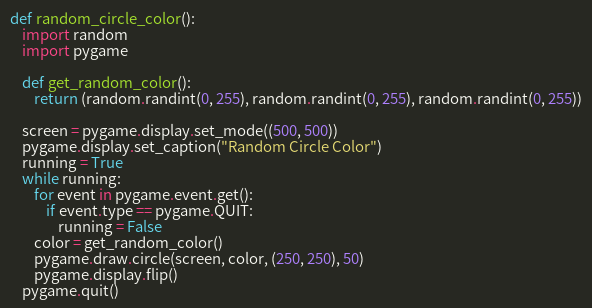 def random_circle_color():
    import random
    import pygame

    def get_random_color():
        return (random.randint(0, 255), random.randint(0, 255), random.randint(0, 255))

    screen = pygame.display.set_mode((500, 500))
    pygame.display.set_caption("Random Circle Color")
    running = True
    while running:
        for event in pygame.event.get():
            if event.type == pygame.QUIT:
                running = False
        color = get_random_color()
        pygame.draw.circle(screen, color, (250, 250), 50)
        pygame.display.flip()
    pygame.quit()